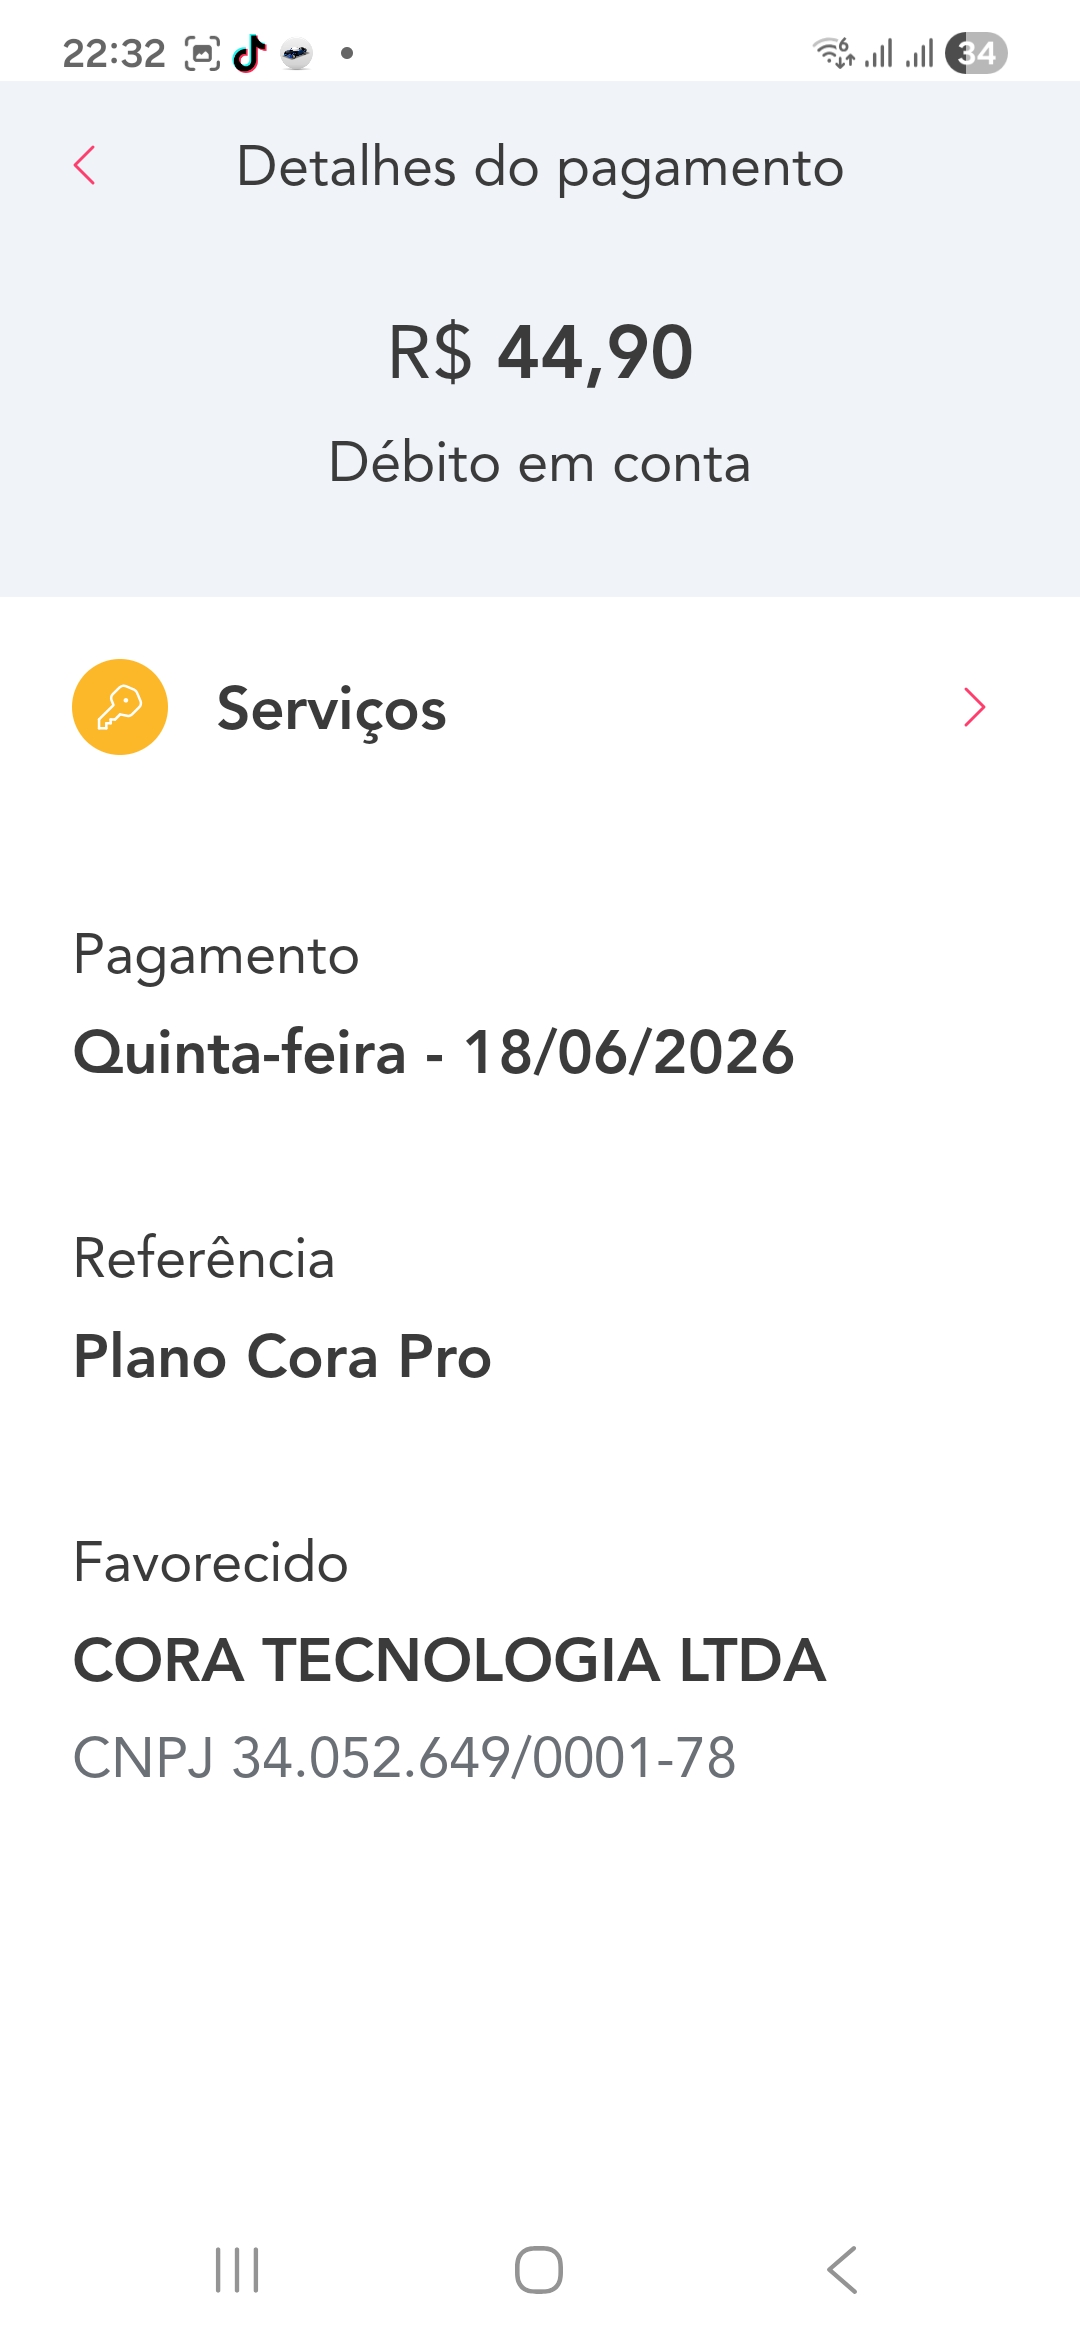 22:32
6
34
Detalhes do pagamento
R$ 44,90
Débito em conta
Serviços
Pagamento
Quinta-feira - 18/06/2026
Referência
Plano Cora Pro
Favorecido
CORA TECNOLOGIA LTDA
CNPJ 34.052.649/0001-78